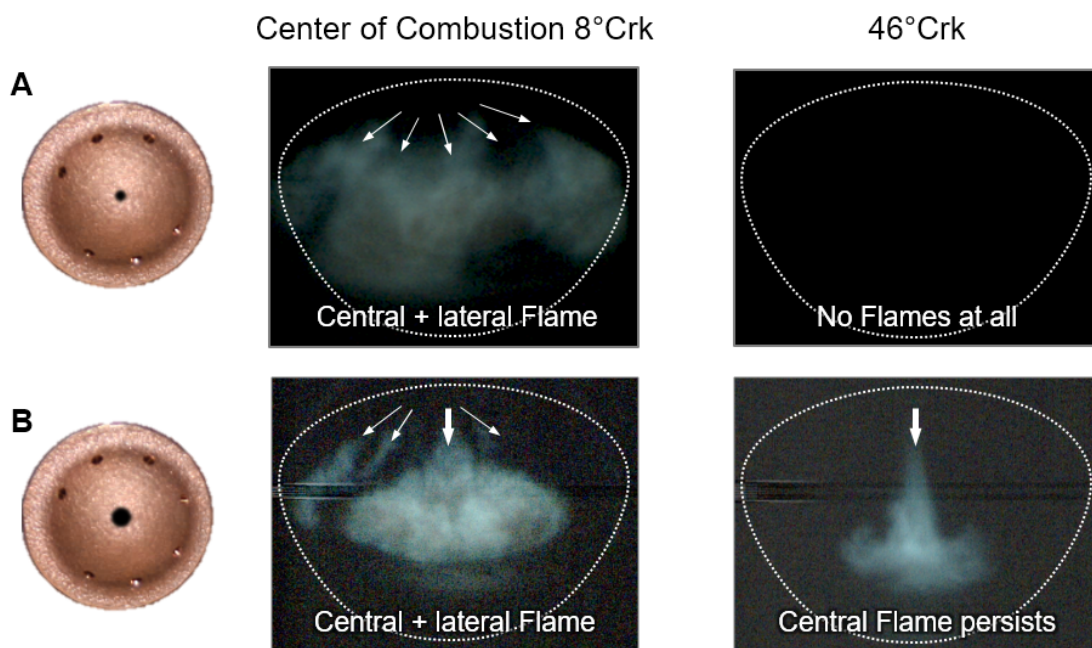 Center of Combustion 8°Crk
46°Crk
A
Central + lateral Flame
No Flames at all
B
Central + lateral Flame
Central Flame persists